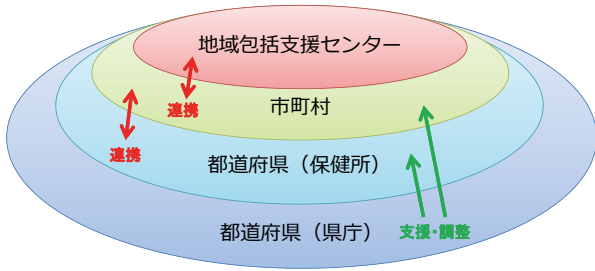 地域包括支援センター
市町村
連携
連携
都道府県（保健所）
都道府県（県庁）
支援・調整